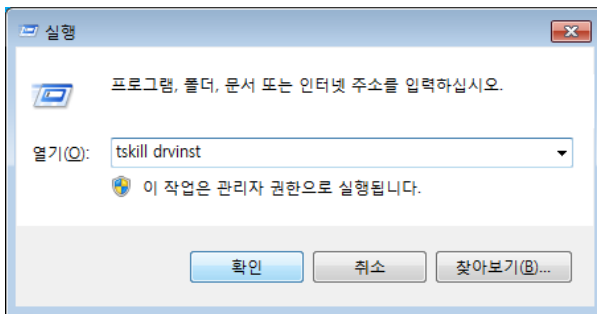 실행
프로그램, 폴더, 문서 또는 인터넷 주소를 입력하십시오.
열기(O): tskill drvinst
이 작업은 관리자 권한으로 실행됩니다.
확인 취소 찾아보기(B)...